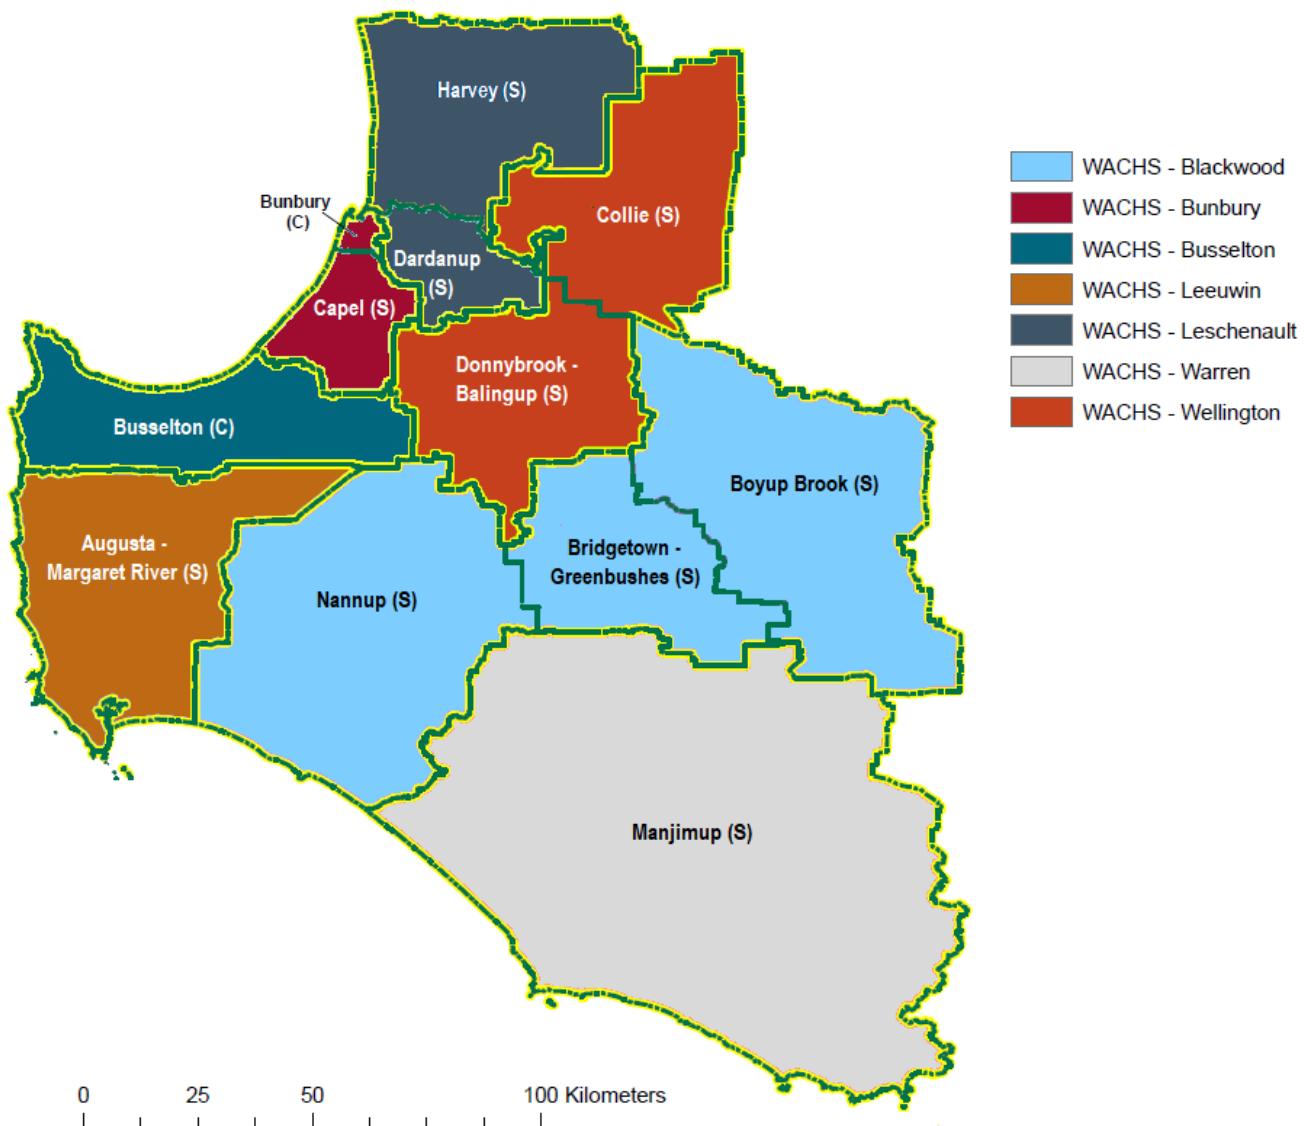 Harvey (S)
Bunbury
(C)
Collie (S)
Dardanup
(S)
Capel (S)
Donnybrook -
Balingup (S)
Busselton (C)
Boyup Brook (S)
Augusta -
Margaret River (S)
Bridgetown -
Greenbushes (S)
Nannup (S)
Manjimup (S)
0 25 50 100 Kilometers
WACHS - Blackwood
WACHS - Bunbury
WACHS - Busselton
WACHS - Leeuwin
WACHS - Leschenault
WACHS - Warren
WACHS - Wellington